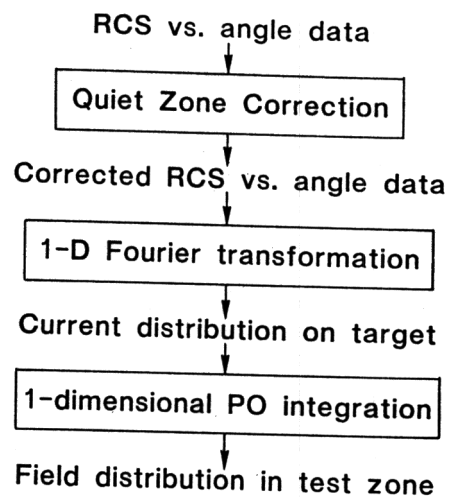 RCS vs. angle data
Quiet Zone Correction
Corrected RCS vs. angle data
1-D Fourier transformation
Current distribution on target
1-dimensional PO integration
Field distribution in test zone